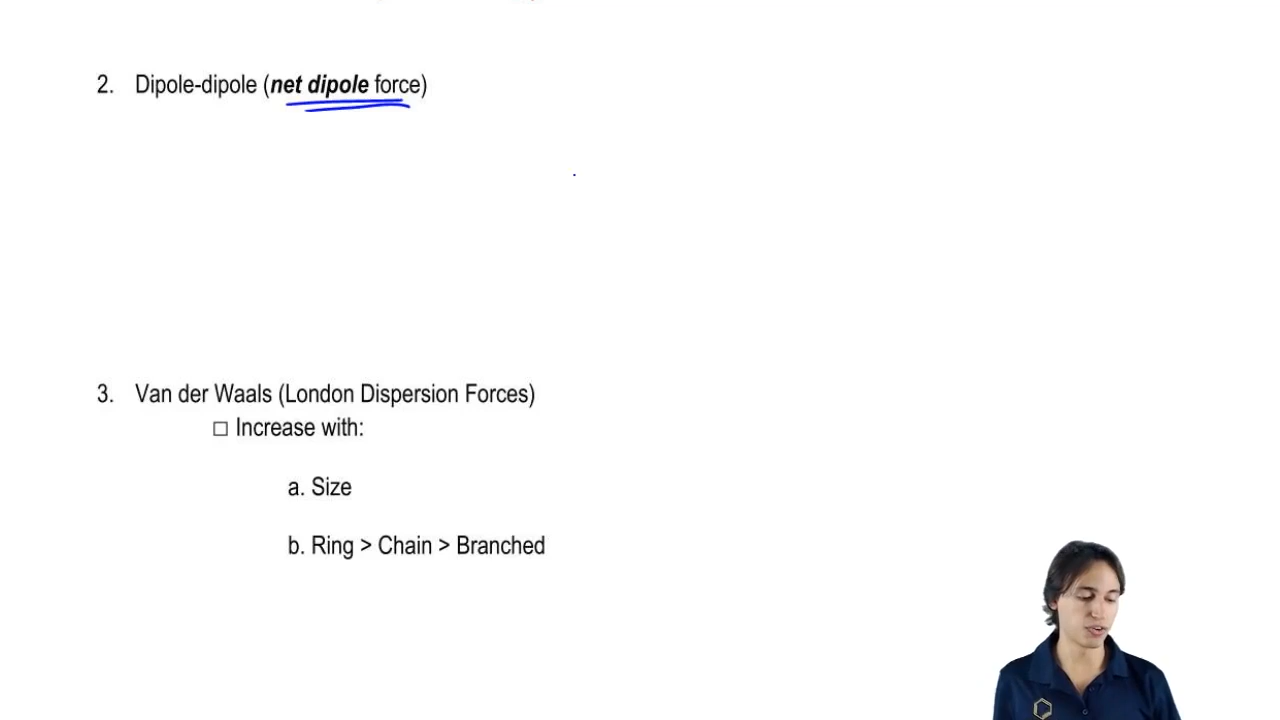 2. Dipole-dipole (net dipole force)
3. Van der Waals (London Dispersion Forces)
□ Increase with:
a. Size
b. Ring > Chain > Branched